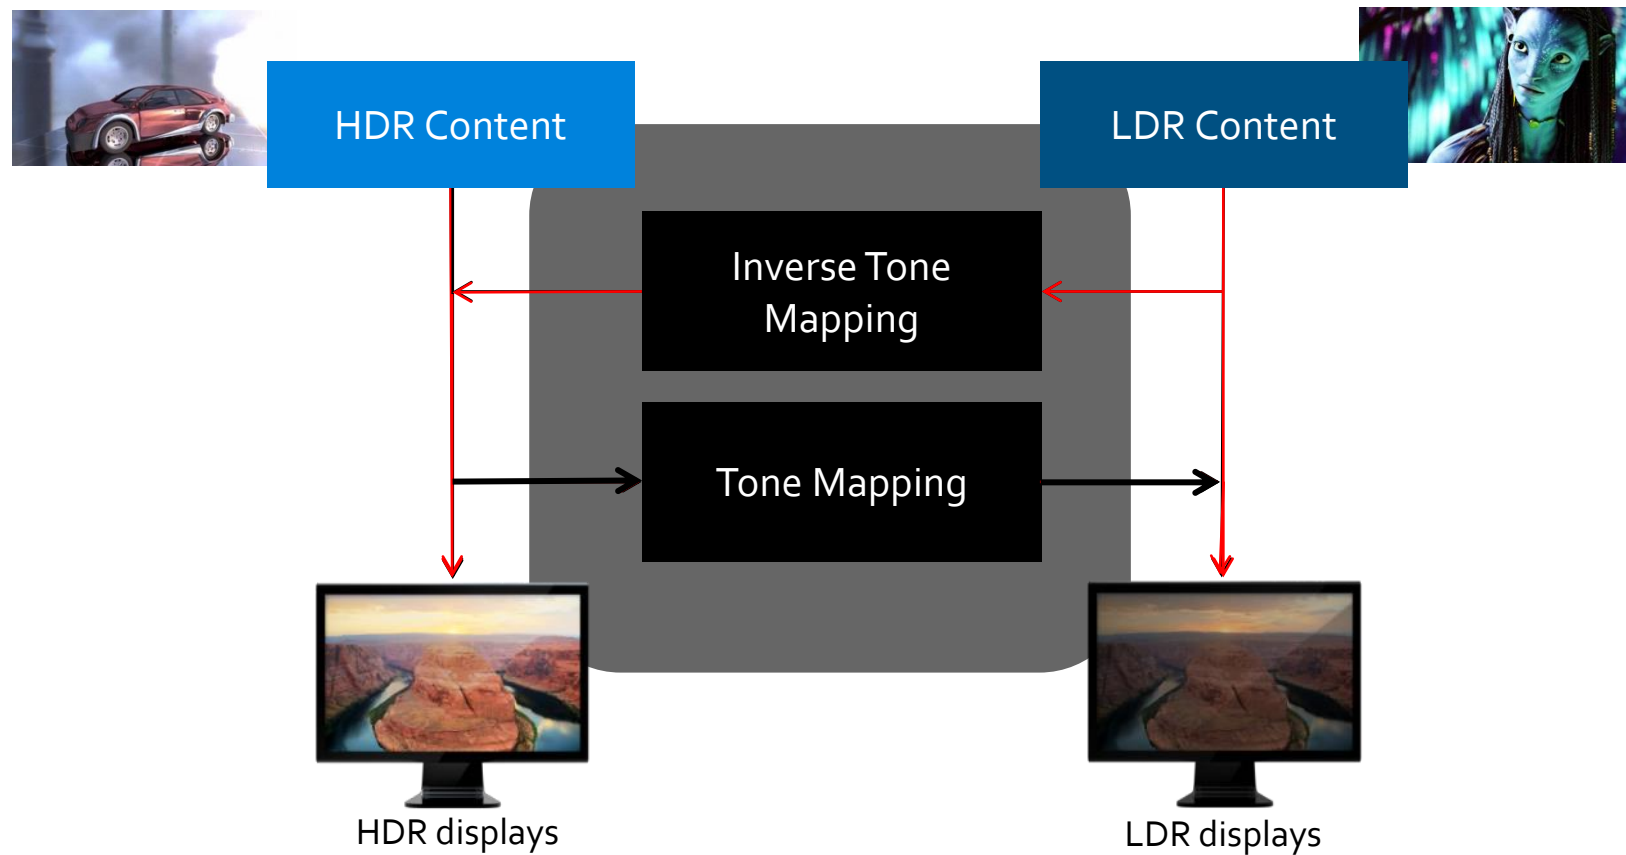 HDR Content
LDR Content
Inverse Tone
Mapping
Tone Mapping
HDR displays
LDR displays